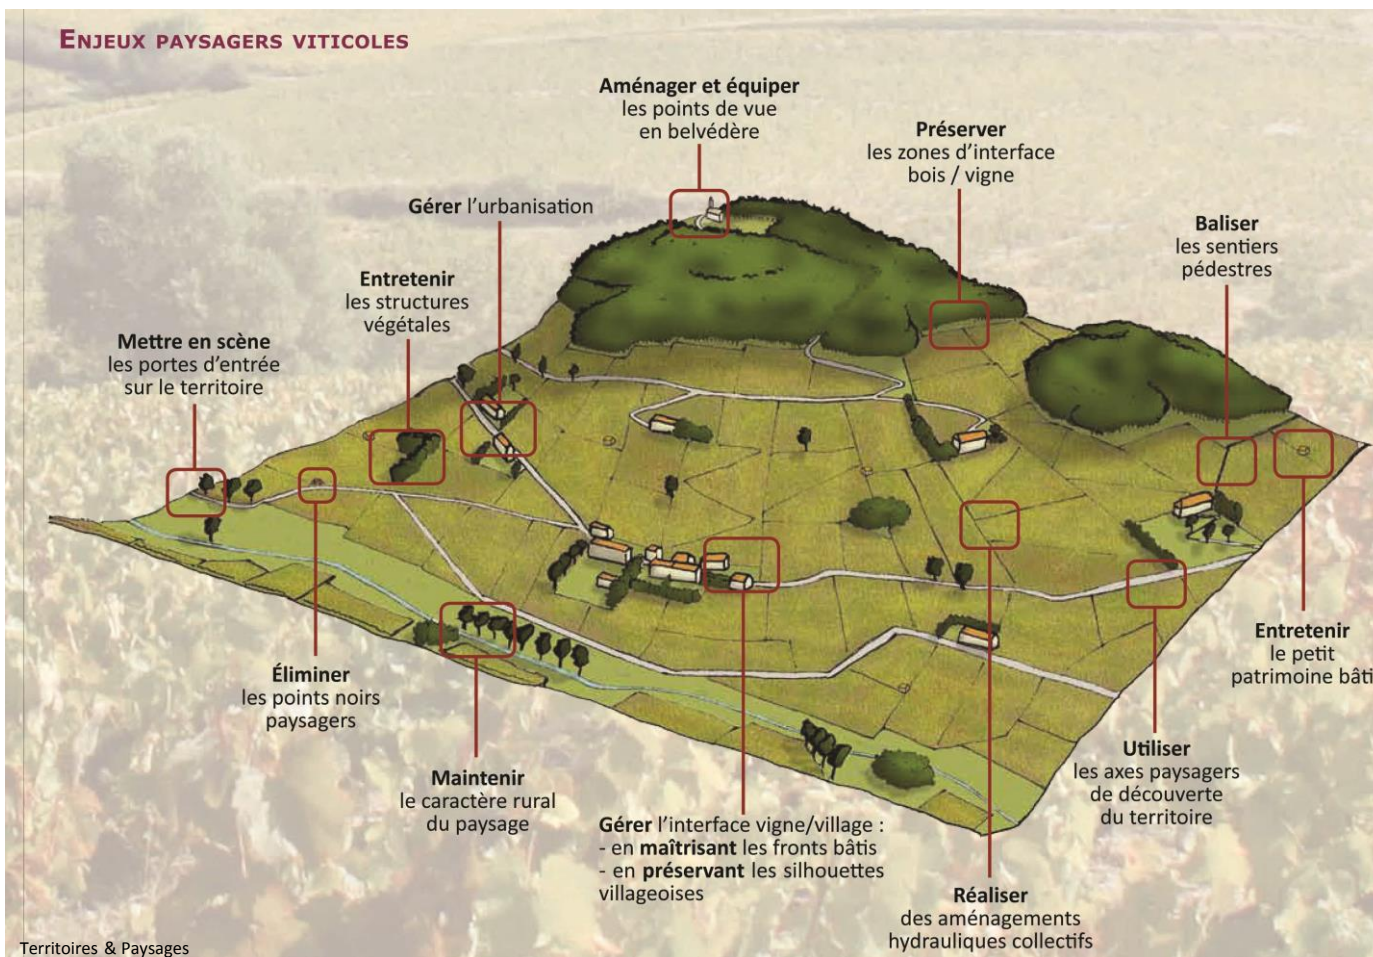 ENJEUX PAYSAGERS VITICOLES
Aménager et équiper
les points de vue
en belvédère
Préserver
les zones d'interface
bois / vigne
Gérer l'urbanisation
Baliser
les sentiers
pédestres
Entretenir
les structures
végétales
Mettre en scène
les portes d'entrée
sur le territoire
Éliminer
les points noirs
paysagers
Maintenir
le caractère rural
du paysage
Gérer l'interface vigne/village :
- en maîtrisant les fronts bâtis
- en préservant les silhouettes
villageoises
Réaliser
des aménagements
hydrauliques collectifs
Utiliser
les axes paysagers
de découverte
du territoire
Entretenir
le petit
patrimoine bâti
Territoires & Paysages